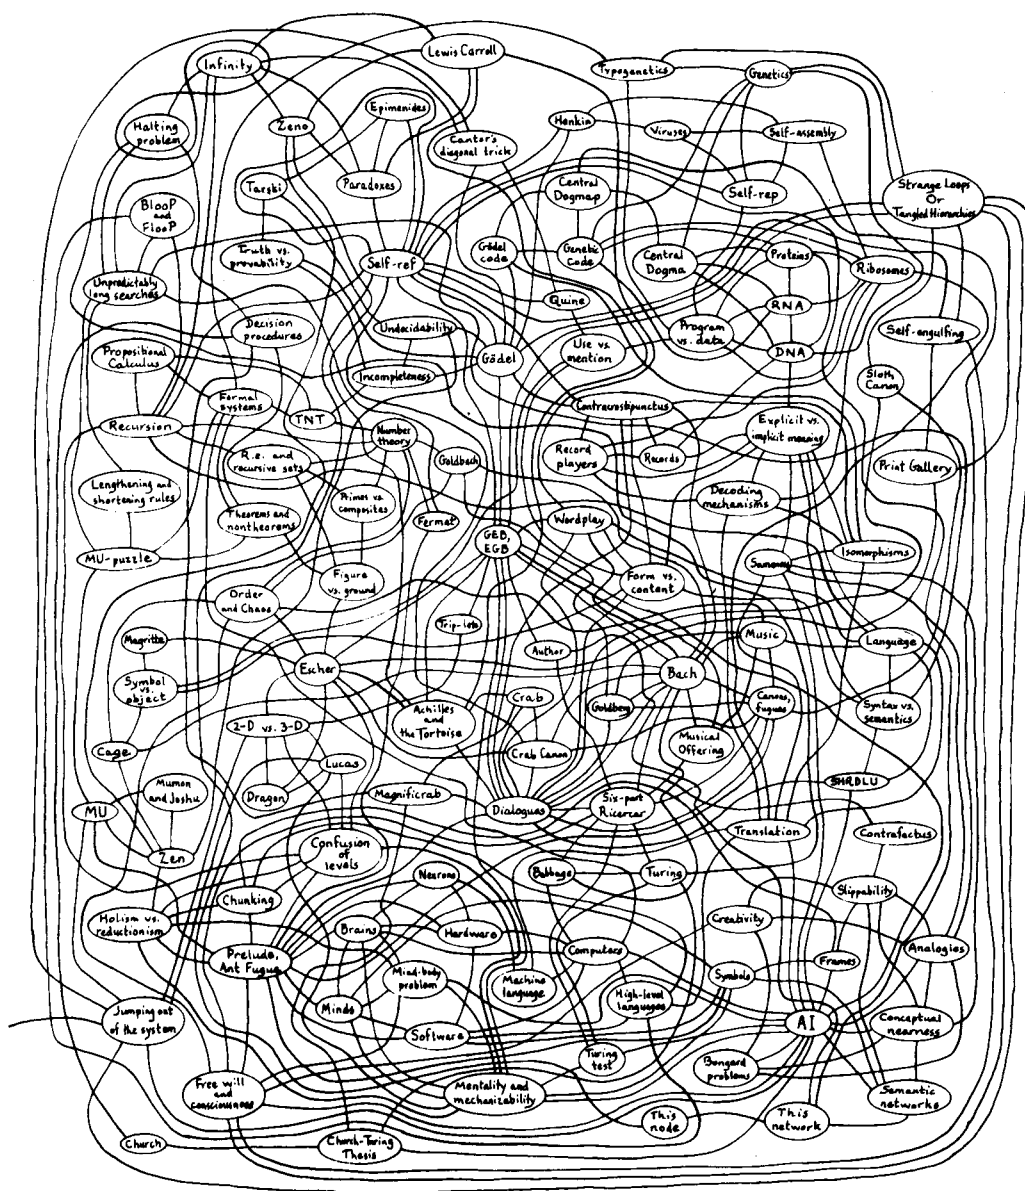 Infinity
Lewis Carroll
Typogenetics
Genetics
Epimenides
Halting
problem
Zeno
Cantor's
diagonal trick
Henkin
Viruses
Self-assembly
Tarski
Paradoxes
Central
Dogmap
Self-rep
Strange Loops
Or
Tangled Hierarchies
BlooP
and
FlooP
Truth vs.
provability
Self-ref
Gödel
code
Genetic
Code
Central
Dogma
Proteins
Ribosomes
Unpredictably
long searches
Quine
RNA
Decision
procedures
Undecidability
Gödel
Use vs.
mention
Program
vs. data
DNA
Self-engulfing
Propositional
Calculus
Incompleteness
Sloth
Canon
Formal
systems
TNT
Contracrostipunctus
Recursion
Number
theory
Explicit vs.
implicit meaning
R.e. and
recursive sets
Goldbach
Record
players
Records
Print Gallery
Lengthening and
shortening rules
Primes vs.
composites
Decoding
mechanisms
Theorems and
nontheorems
Fermat
Wordplay
MU-puzzle
GEB,
EGB
Isomorphisms
Sameness
Order
and Chaos
Figure
vs. ground
Form vs.
content
Trip-lets
Music
Language
Magritte
Author
Escher
Bach
Symbol
vs.
object
Crab
Goldberg
Canons,
fugues
Syntax vs.
semantics
2-D vs. 3-D
Achilles
and
the Tortoise
Cage
Crab Canon
Musical
Offering
Lucas
SHRDLU
Mumon
and Joshu
Dragon
Magnificrab
MU
Dialogues
Six-part
Ricercar
Translation
Contrafactus
Zen
Confusion
of
levels
Neurons
Babbage
Turing
Slippability
Chunking
Holism vs.
reductionism
Brains
Hardware
Creativity
Computers
Analogies
Prelude,
Ant Fugue
Mind-body
problem
Symbols
Frames
Machine
language
High-level
languages
Jumping out
of the system
Minds
AI
Conceptual
nearness
Software
Turing
test
Bongard
problems
Free will
and
consciousness
Mentality and
mechanizability
Semantic
networks
This
node
This
network
Church
Church-Turing
Thesis